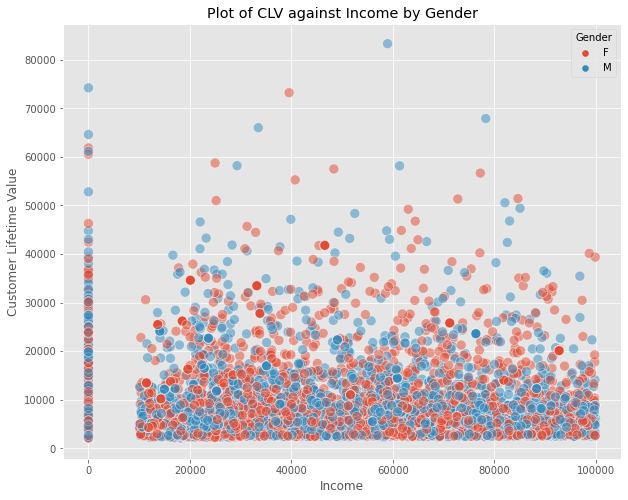 Plot of CLV against Income by Gender
Gender
F
M
80000
70000
60000
50000
40000
30000
20000
10000
0
Customer Lifetime Value
0 20000 40000 60000 80000 100000
Income